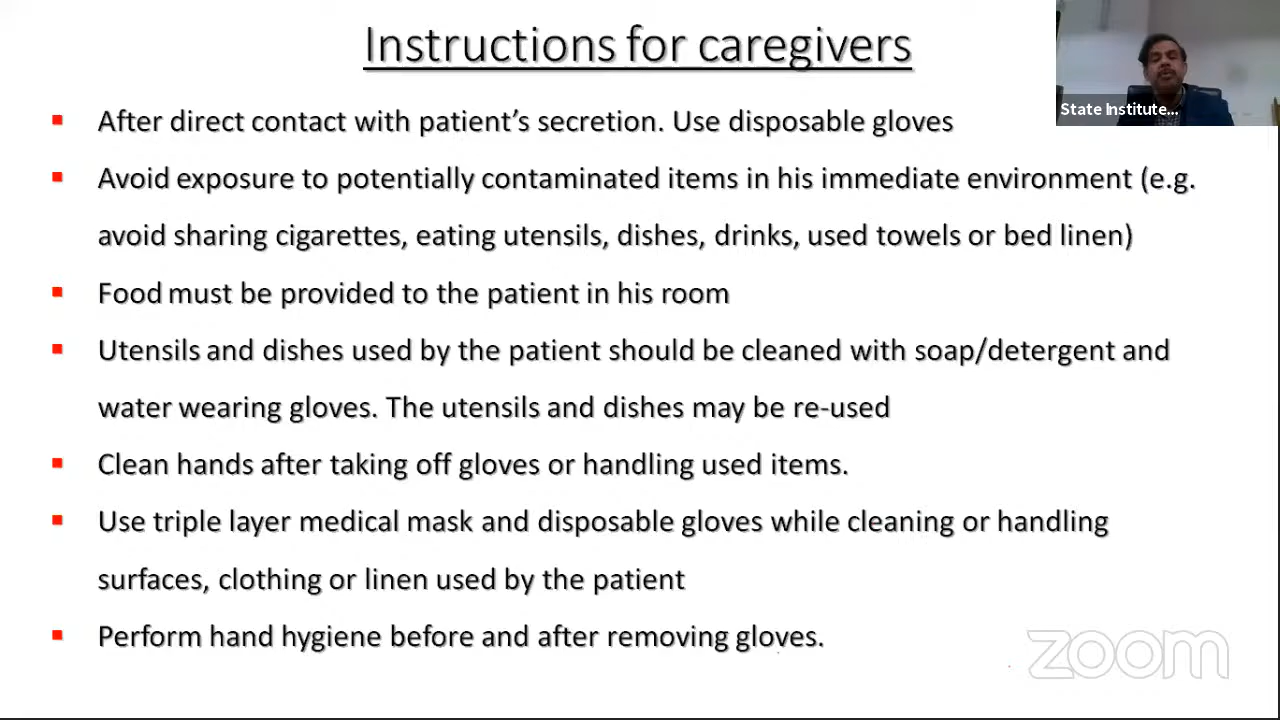 Instructions for caregivers
State Institute...
After direct contact with patient's secretion. Use disposable gloves
Avoid exposure to potentially contaminated items in his immediate environment (e.g.
avoid sharing cigarettes, eating utensils, dishes, drinks, used towels or bed linen)
Food must be provided to the patient in his room
Utensils and dishes used by the patient should be cleaned with soap/detergent and
water wearing gloves. The utensils and dishes may be re-used
Clean hands after taking off gloves or handling used items.
Use triple layer medical mask and disposable gloves while cleaning or handling
surfaces, clothing or linen used by the patient
Perform hand hygiene before and after removing gloves.
zoom